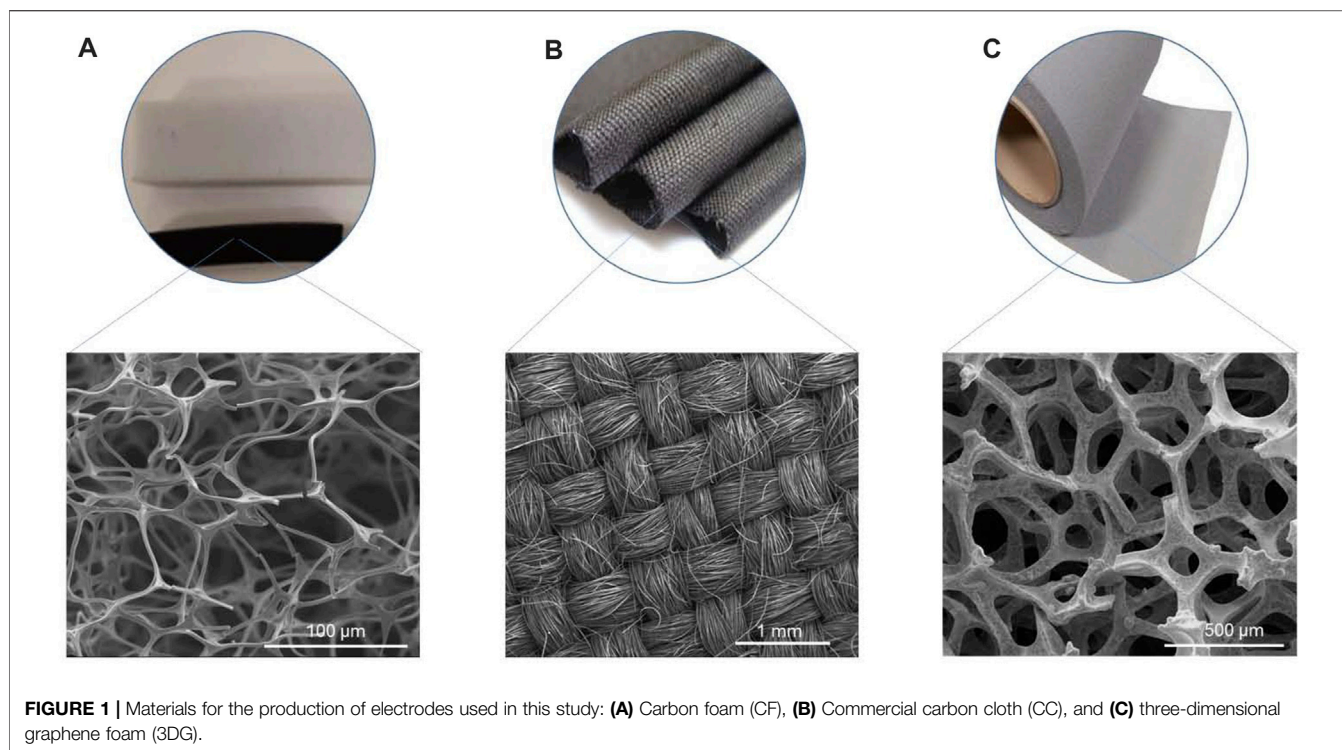 A
B
C
100 µm
1 mm
500 µm
FIGURE 1 | Materials for the production of electrodes used in this study: (A) Carbon foam (CF), (B) Commercial carbon cloth (CC), and (C) three-dimensional
graphene foam (3DG).